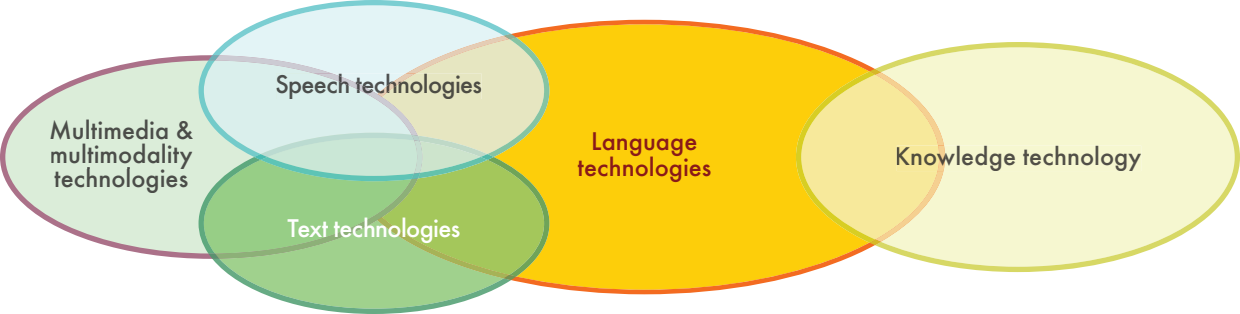 Speech technologies
Multimedia &
multimodality
technologies
Language
technologies
Knowledge technology
Text technologies